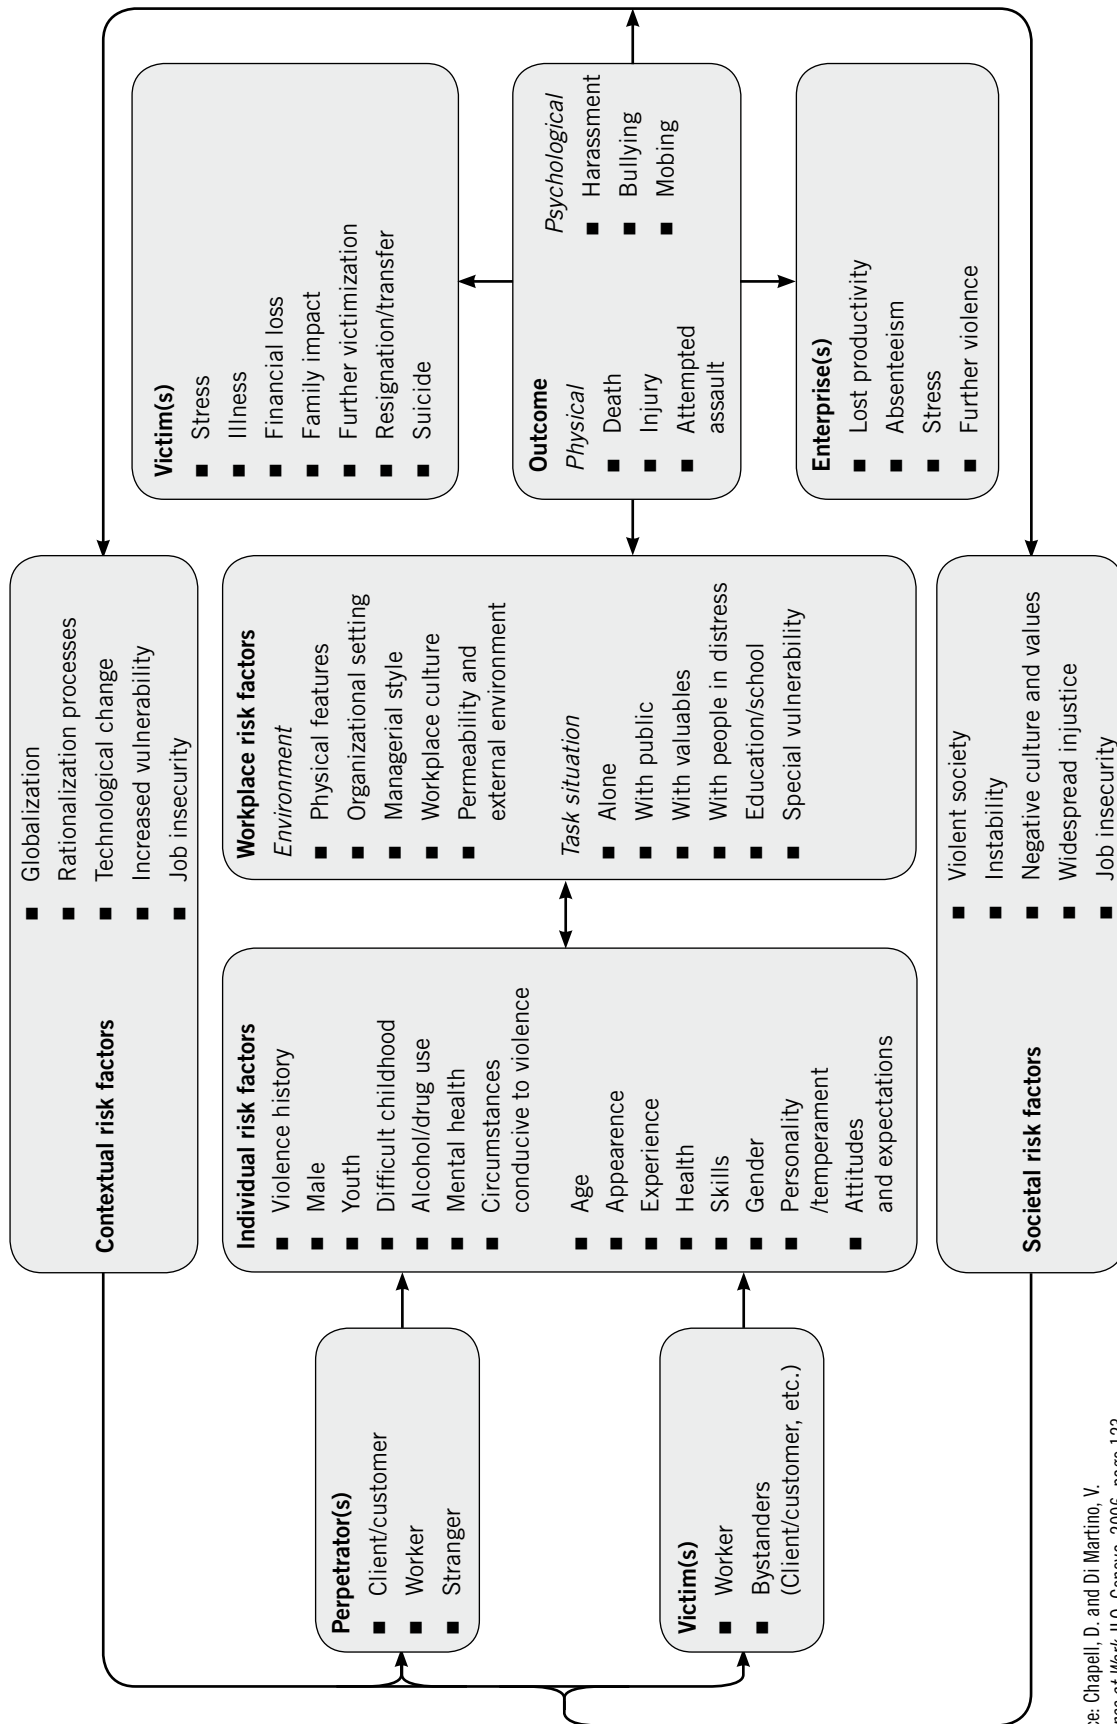 Contextual risk factors
■ Globalization
■ Rationalization processes
■ Technological change
■ Increased vulnerability
■ Job insecurity
Perpetrator(s)
■ Client/customer
■ Worker
■ Stranger
Victim(s)
■ Worker
■ Bystanders
(Client/customer, etc.)
Individual risk factors
■ Violence history
■ Male
■ Youth
■ Difficult childhood
■ Alcohol/drug use
■ Mental health
■ Circumstances
conducive to violence
■ Age
■ Appearence
■ Experience
■ Health
■ Skills
■ Gender
■ Personality
/temperament
■ Attitudes
and expectations
Workplace risk factors
Environment
■ Physical features
■ Organizational setting
■ Managerial style
■ Workplace culture
■ Permeability and
external environment
Task situation
■ Alone
■ With public
■ With valuables
■ With people in distress
■ Education/school
■ Special vulnerability
Victim(s)
■ Stress
■ Illness
■ Financial loss
■ Family impact
■ Further victimization
■ Resignation/transfer
■ Suicide
Outcome
Physical
■ Death
■ Injury
■ Attempted
assault
Psychological
■ Harassment
■ Bullying
■ Mobing
Enterprise(s)
■ Lost productivity
■ Absenteeism
■ Stress
■ Further violence
Societal risk factors
■ Violent society
■ Instability
■ Negative culture and values
■ Widespread injustice
■ Job insecurity
Chapell, D. and Di Martino, V.
at Work, ILO, Geneva, 2006, page 123